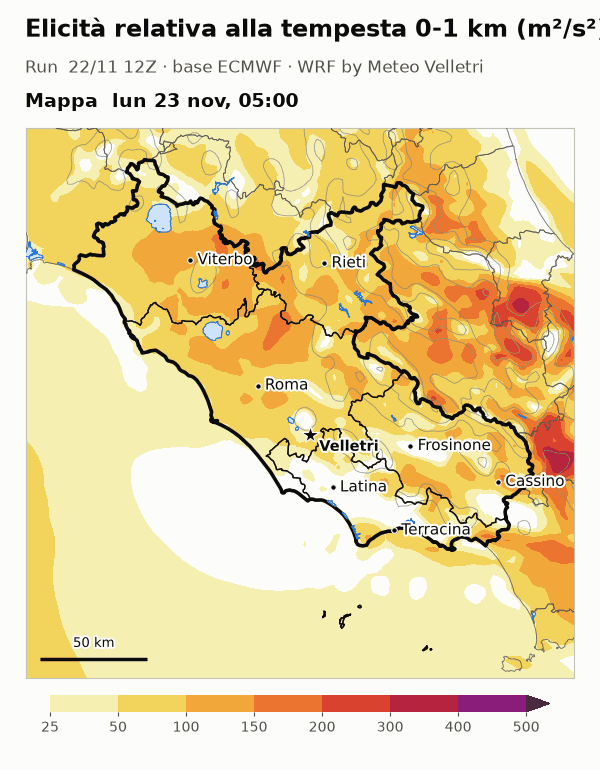 Elicità relativa alla tempesta 0-1 km (m²/s²)
Run  22/11 12Z · base ECMWF · WRF by Meteo Velletri
Mappa  lun 23 nov, 05:00
Viterbo
Rieti
Roma
Velletri
Frosinone
Latina
Cassino
Terracina
50 km
25 50 100 150 200 300 400 500